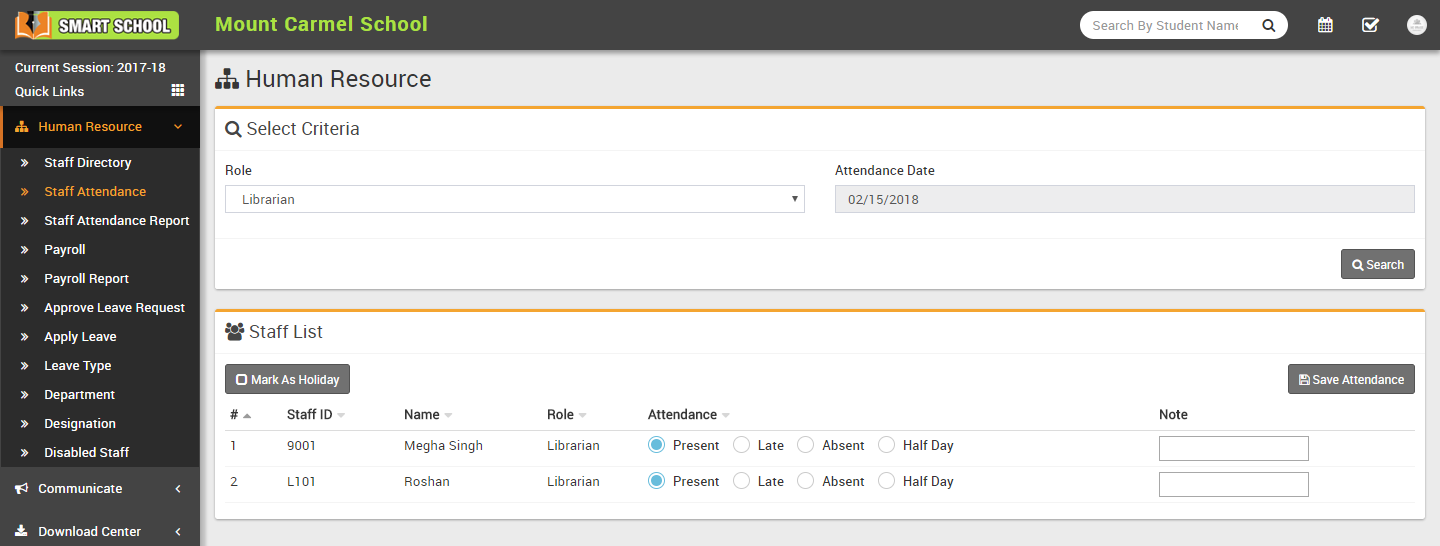 SMART SCHOOL
Mount Carmel School
Search By Student Name
Current Session: 2017-18
Quick Links
Human Resource
Staff Directory
Staff Attendance
Staff Attendance Report
Payroll
Payroll Report
Approve Leave Request
Apply Leave
Leave Type
Department
Designation
Disabled Staff
Communicate
Download Center
Human Resource
Select Criteria
Role Attendance Date
Librarian 02/15/2018
Search
Staff List
Mark As Holiday Save Attendance
# Staff ID Name Role Attendance Note
1 9001 Megha Singh Librarian Present Late Absent Half Day
2 L101 Roshan Librarian Present Late Absent Half Day